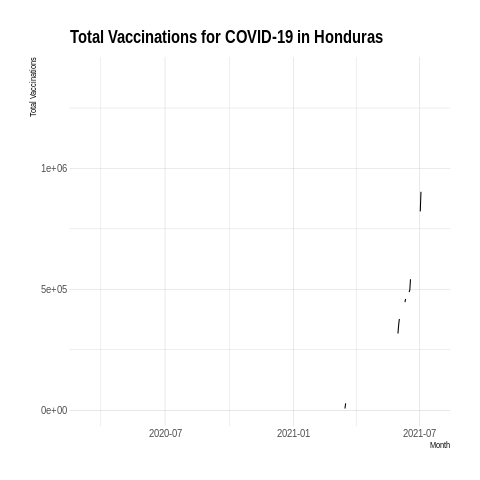 Total Vaccinations for COVID-19 in Honduras
Total Vaccinations
1e+06
5e+05
0e+00
2020-07
2021-01
2021-07
Month